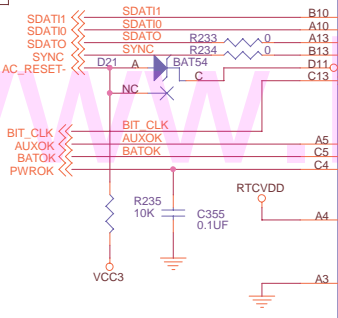 SDATI1 SDATI1 B10
SDATI0 SDATI0 A10
SDATO SDATO R233 0 A13
SYNC SYNC R234 0 B13
AC_RESET- D21 A BAT54 D11
C C13
NC
BIT_CLK BIT_CLK
AUXOK AUXOK A5
BATOK BATOK C5
PWROK C4
RTCVDD
R235
10K
C355
0.1UF
A4
VCC3
A3
www.